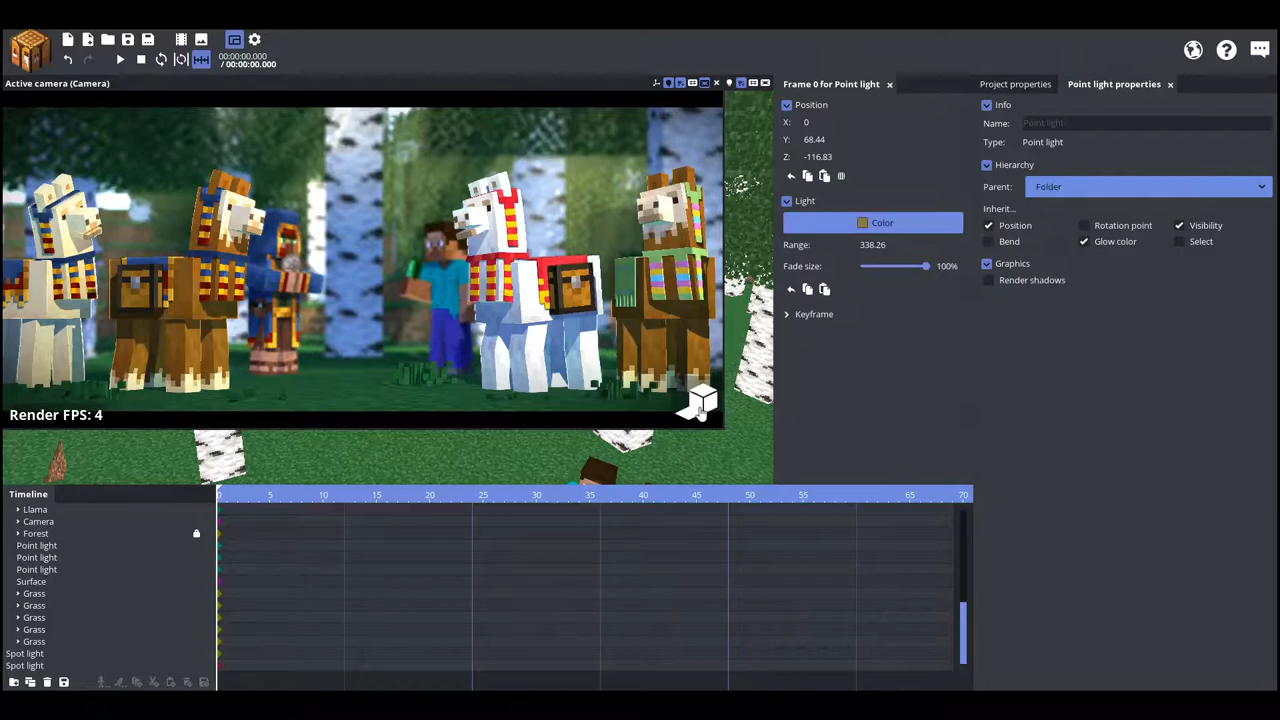 00:00:00.000
/ 00:00:00.000
Active camera (Camera)
Render FPS: 4
Frame 0 for Point light
Position
X: 0
Y: 68.44
Z: -116.83
Light
Color
Range: 338.26
Fade size: 100%
Keyframe
Project properties
Point light properties
Info
Name: Point light
Type: Point light
Hierarchy
Parent: Folder
Inherit...
Position Rotation point Visibility
Bend Glow color Select
Graphics
Render shadows
Timeline
0 5 10 15 20 25 30 35 40 45 50 55 65 70
Llama
Camera
Forest
Point light
Point light
Point light
Surface
Grass
Grass
Grass
Grass
Grass
Spot light
Spot light